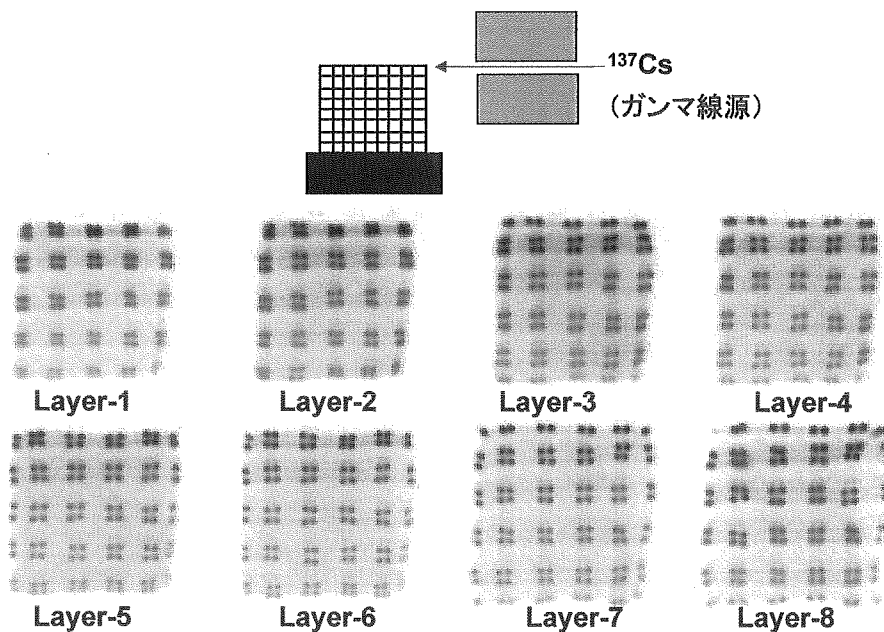 ¹³⁷Cs
（ガンマ線源）
Layer-1
Layer-2
Layer-3
Layer-4
Layer-5
Layer-6
Layer-7
Layer-8